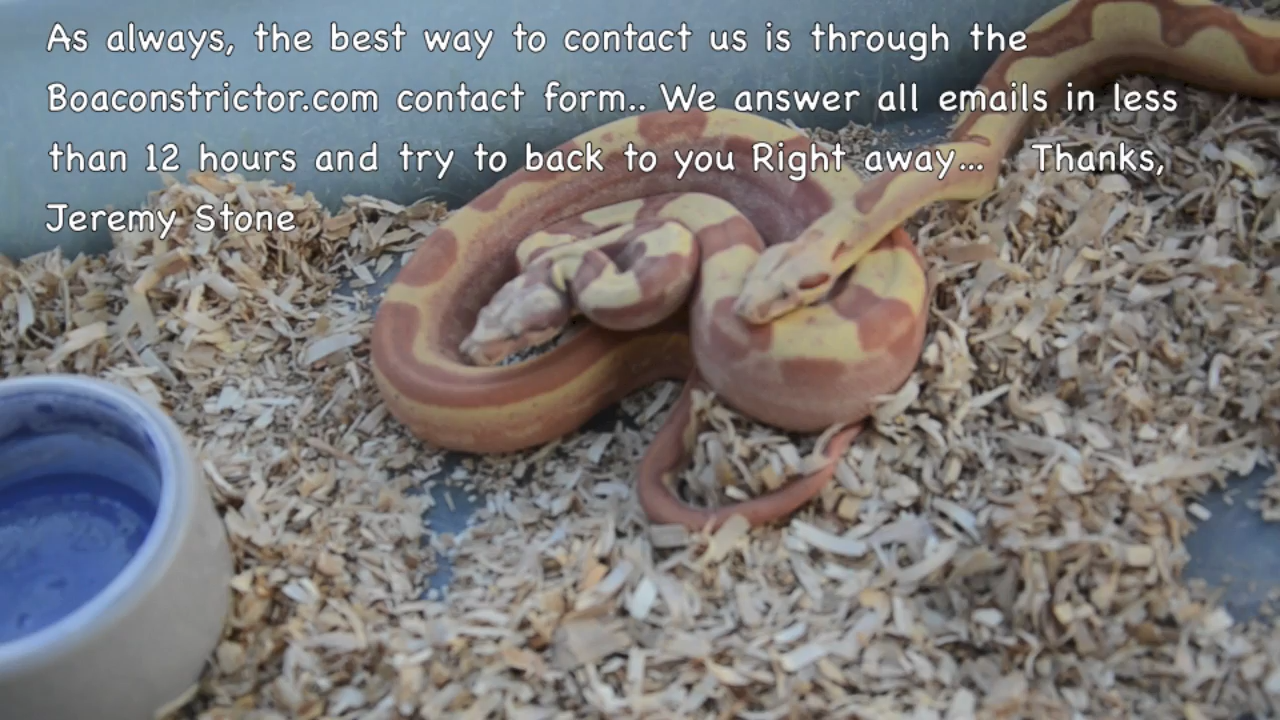 As always, the best way to contact us is through the
Boaconstrictor.com contact form.. We answer all emails in less
than 12 hours and try to back to you Right away... Thanks,
Jeremy Stone